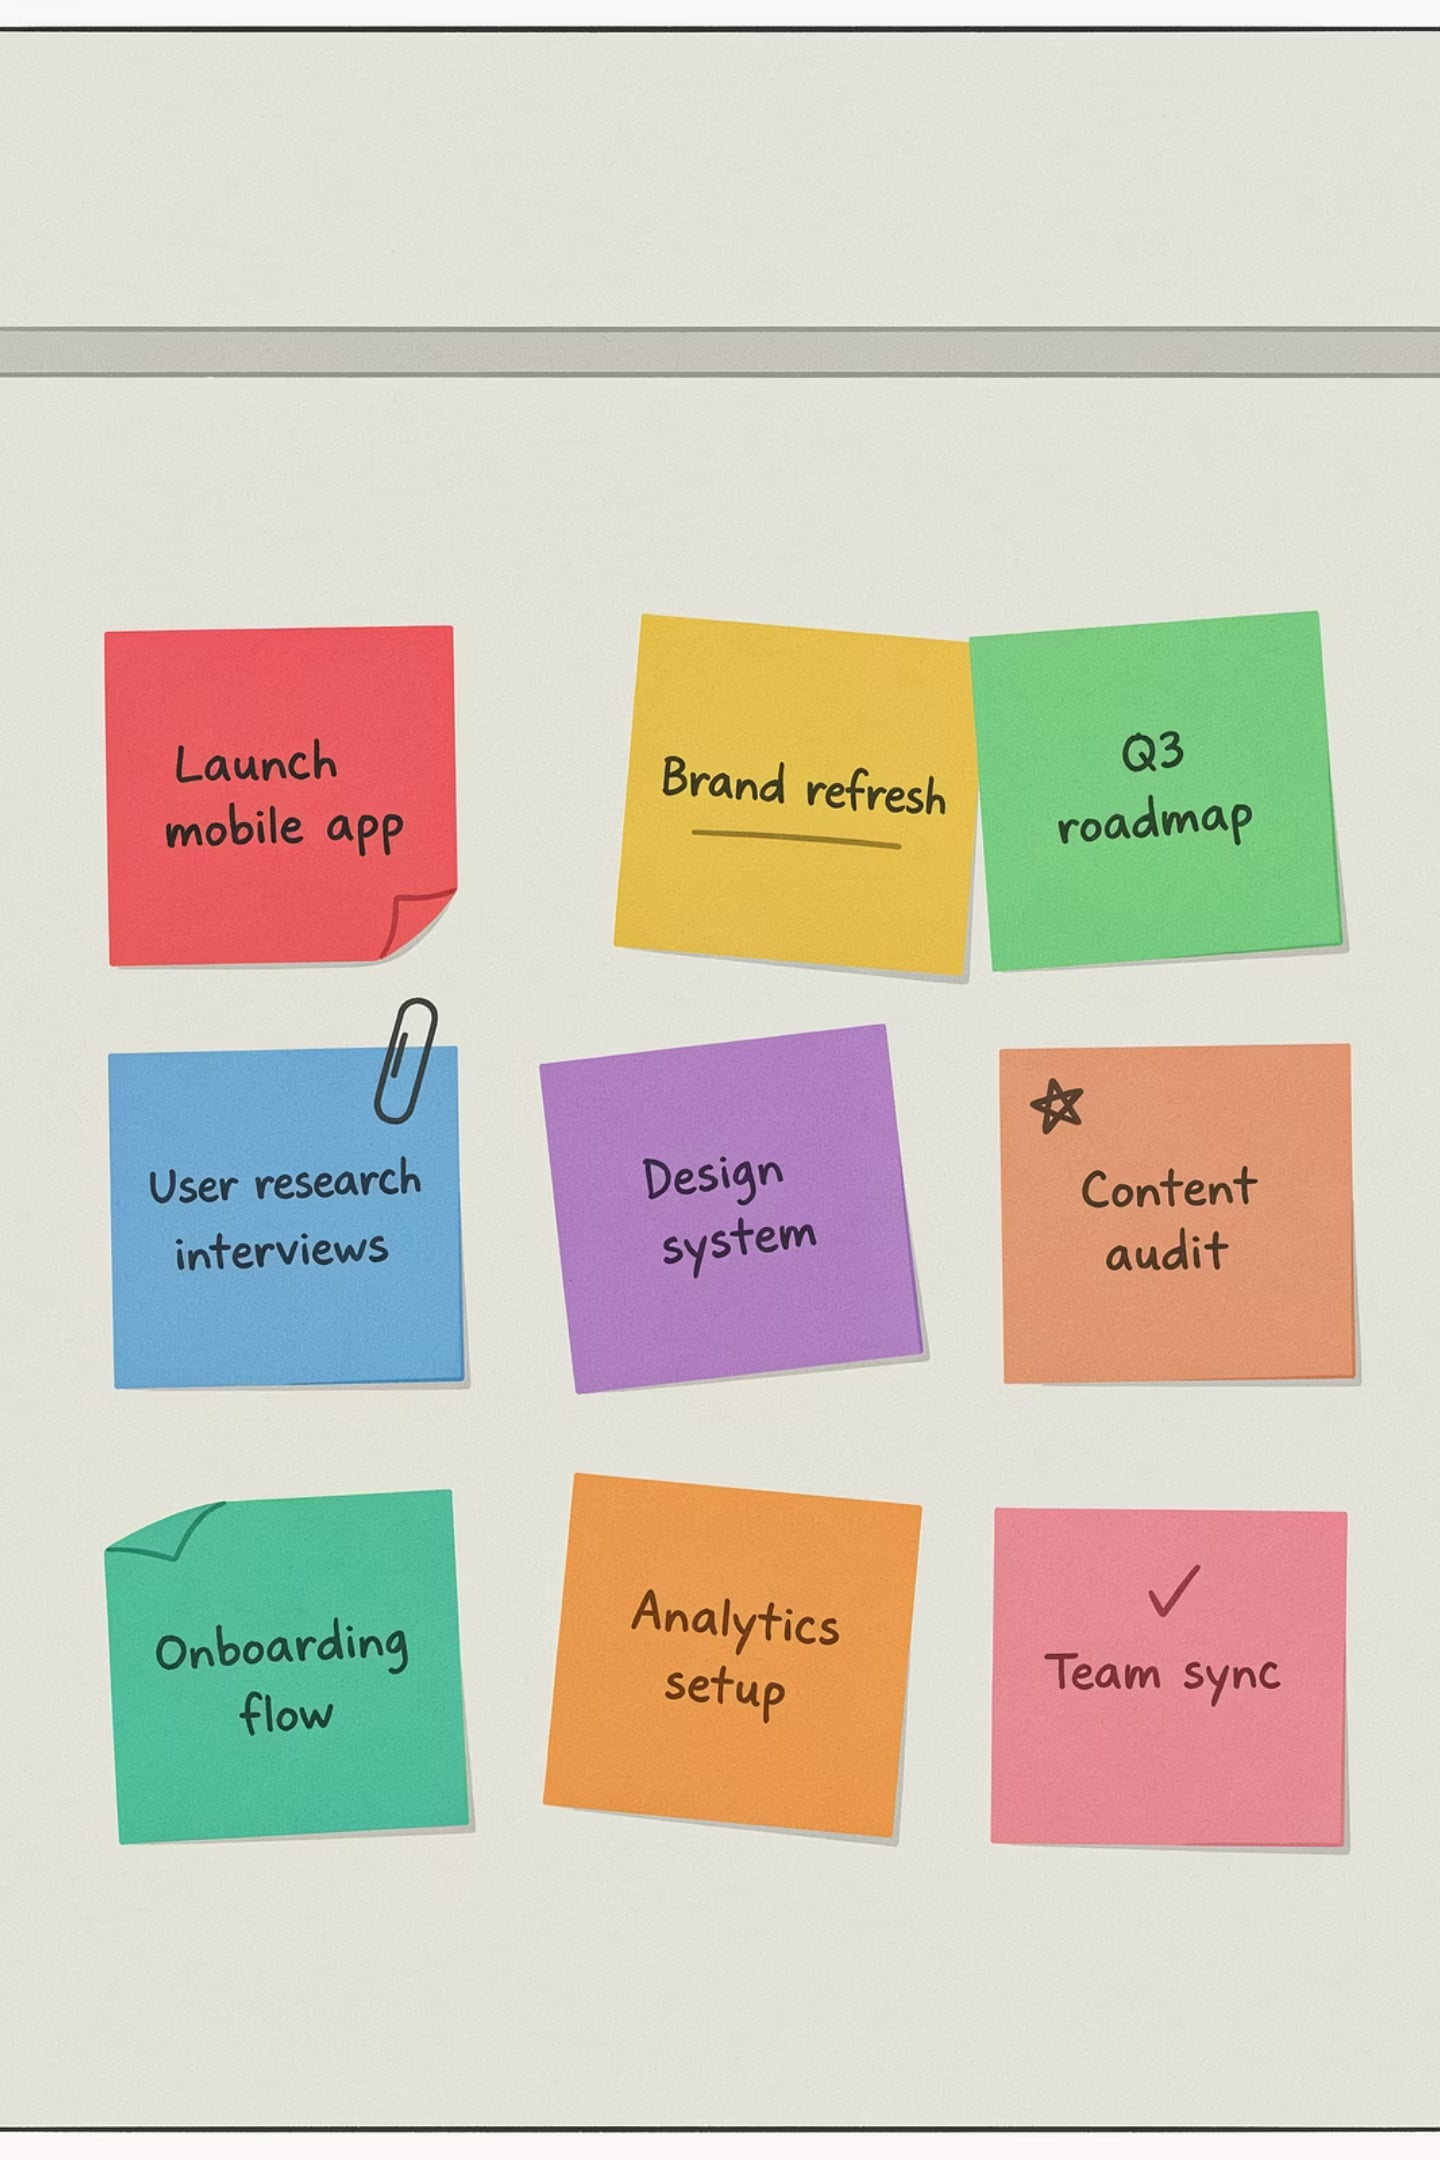 Launch
mobile app
Brand refresh
Q3
roadmap
User research
interviews
Design
system
Content
audit
Onboarding
flow
Analytics
setup
Team sync